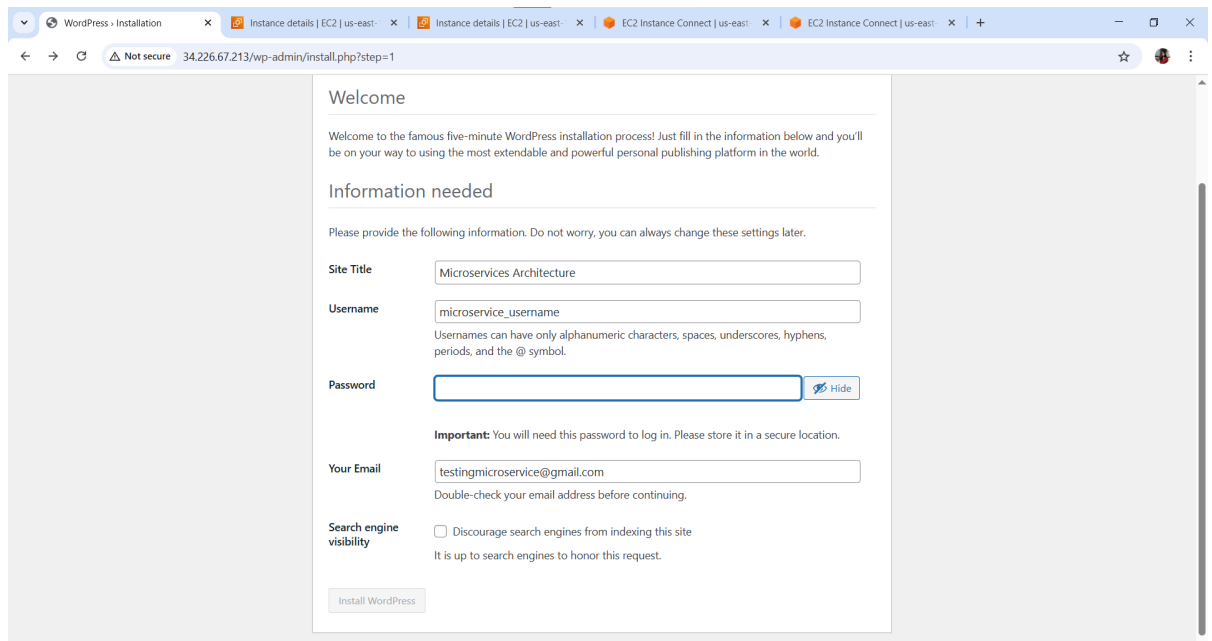 WordPress › Installation
Instance details | EC2 | us-east-
Instance details | EC2 | us-east-
EC2 Instance Connect | us-east-
EC2 Instance Connect | us-east-
Not secure 34.226.67.213/wp-admin/install.php?step=1
Welcome
Welcome to the famous five-minute WordPress installation process! Just fill in the information below and you’ll
be on your way to using the most extendable and powerful personal publishing platform in the world.
Information needed
Please provide the following information. Do not worry, you can always change these settings later.
Site Title Microservices Architecture
Username microservice_username
Usernames can have only alphanumeric characters, spaces, underscores, hyphens,
periods, and the @ symbol.
Password Hide
Important: You will need this password to log in. Please store it in a secure location.
Your Email testingmicroservice@gmail.com
Double-check your email address before continuing.
Search engine
visibility
Discourage search engines from indexing this site
It is up to search engines to honor this request.
Install WordPress